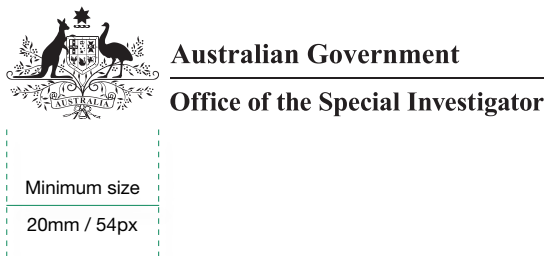 Australian Government
Office of the Special Investigator
AUSTRALIA
Minimum size
20mm / 54px